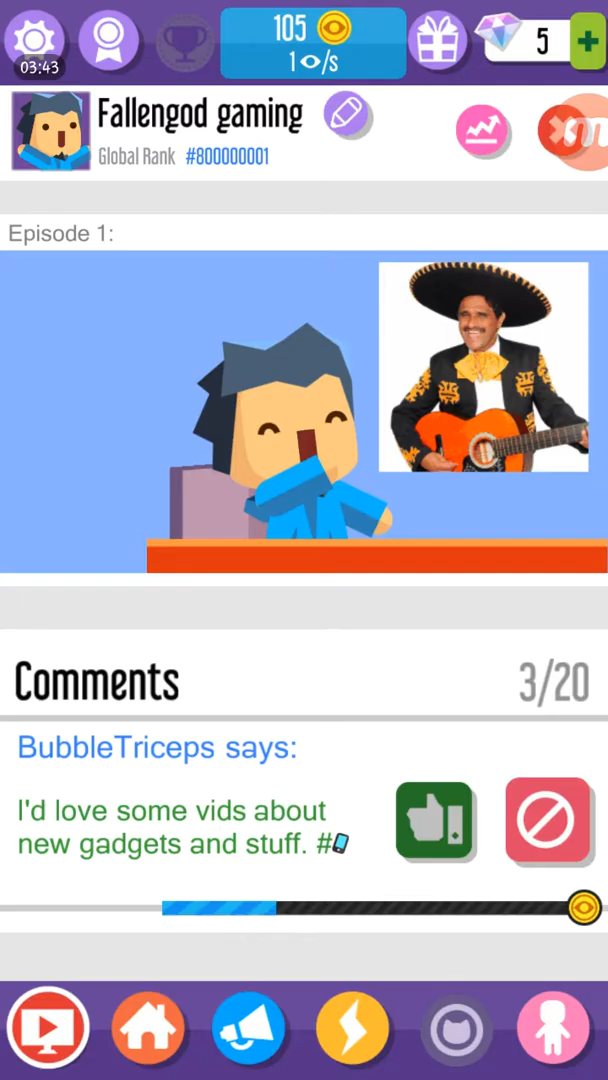 105
1 /s
5
03:43
Fallengod gaming
Global Rank #800000001
Episode 1:
Comments
3/20
BubbleTriceps says:
I'd love some vids about
new gadgets and stuff. #